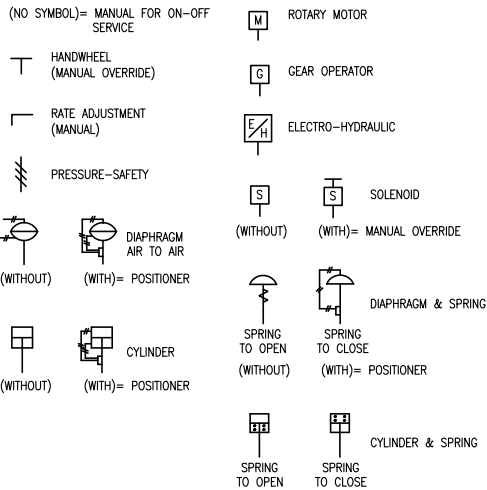 (NO SYMBOL)= MANUAL FOR ON-OFF
SERVICE
HANDWHEEL
(MANUAL OVERRIDE)
RATE ADJUSTMENT
(MANUAL)
PRESSURE-SAFETY
DIAPHRAGM
AIR TO AIR
(WITHOUT) (WITH)= POSITIONER
CYLINDER
(WITHOUT) (WITH)= POSITIONER
M ROTARY MOTOR
G GEAR OPERATOR
E/H ELECTRO-HYDRAULIC
S S SOLENOID
(WITHOUT) (WITH)= MANUAL OVERRIDE
DIAPHRAGM & SPRING
SPRING SPRING
TO OPEN TO CLOSE
(WITHOUT) (WITH)= POSITIONER
CYLINDER & SPRING
SPRING SPRING
TO OPEN TO CLOSE